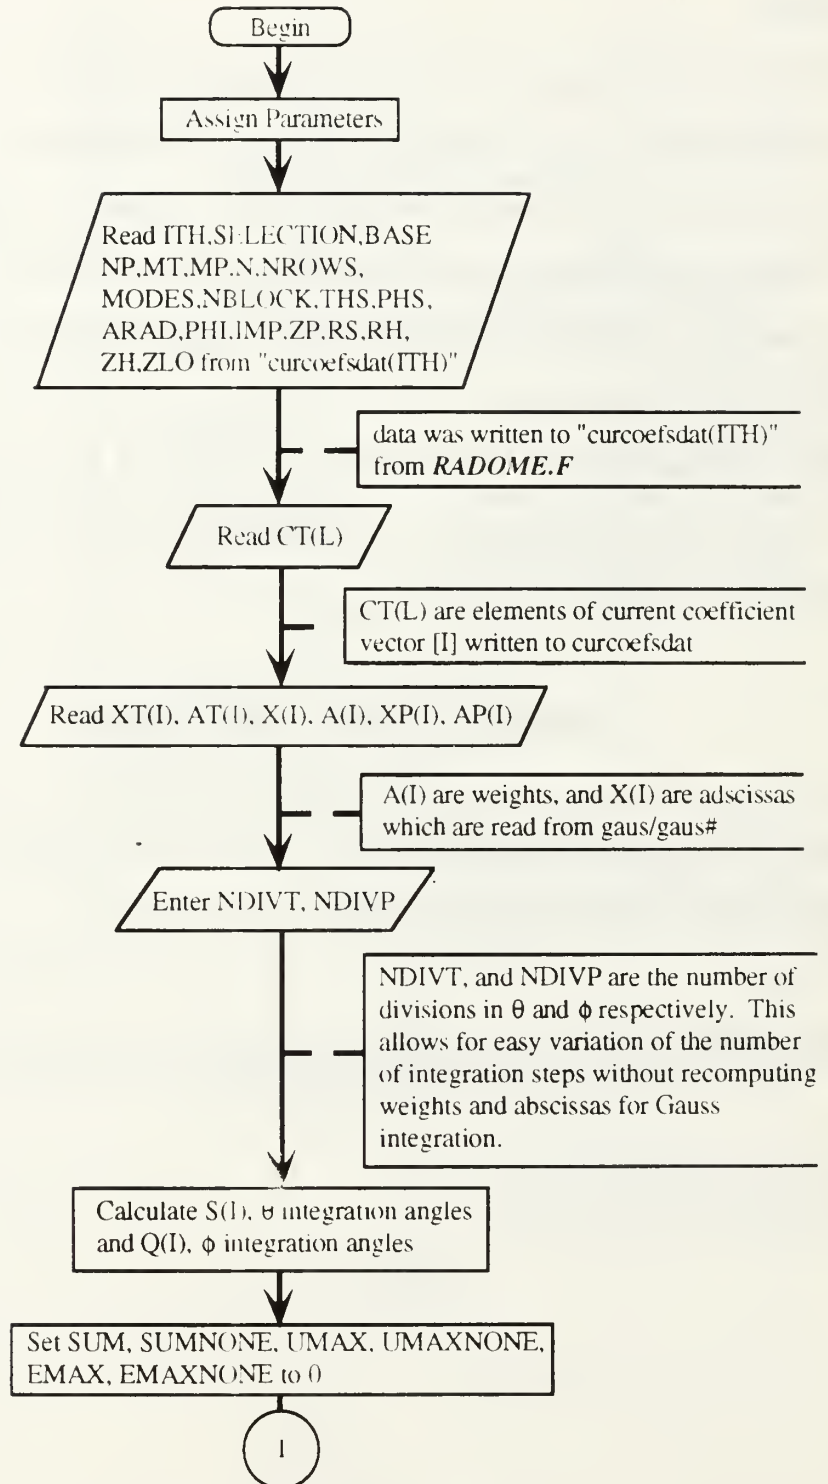 Begin
Assign Parameters
Read ITH,SELECTION,BASE
NP,MT,MP,N,NROWS,
MODES,NBLOCK,THS,PHS,
ARAD,PHI,IMP,ZP,RS,RH,
ZH,ZLO from "curcoefsdat(ITH)"
data was written to "curcoefsdat(ITH)"
from RADOME.F
Read CT(L)
CT(L) are elements of current coefficient
vector [I] written to curcoefsdat
Read XT(I), AT(I), X(I), A(I), XP(I), AP(I)
A(I) are weights, and X(I) are adscissas
which are read from gaus/gaus#
Enter NDIVT, NDIVP
NDIVT, and NDIVP are the number of
divisions in θ and ϕ respectively. This
allows for easy variation of the number
of integration steps without recomputing
weights and abscissas for Gauss
integration.
Calculate S(I), θ integration angles
and Q(I), ϕ integration angles
Set SUM, SUMNONE, UMAX, UMAXNONE,
EMAX, EMAXNONE to 0
1